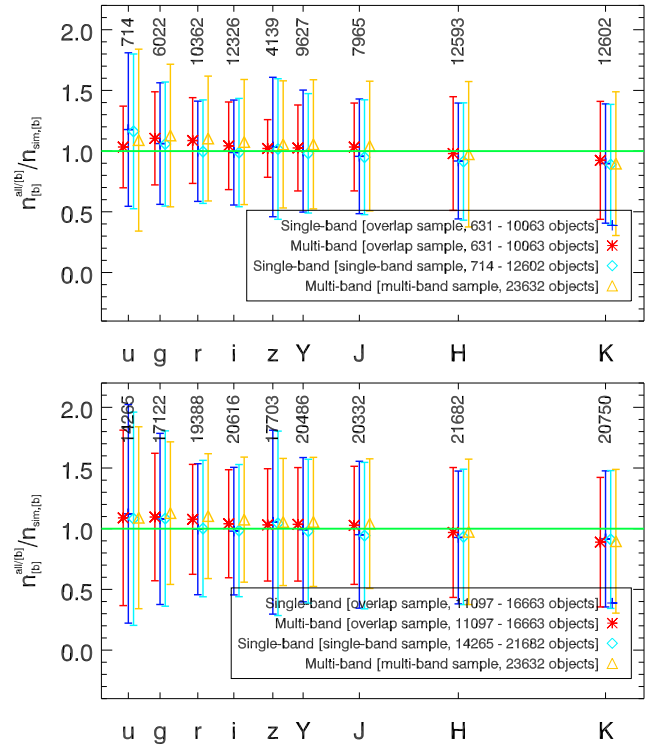 714 6022 10362 12326 4139 9627 7965 12593 12602
2.0
1.5
1.0
0.5
0.0
n[b]^all/[b]/n_sim,[b]
Single-band [overlap sample, 631 - 10063 objects]
Multi-band [overlap sample, 631 - 10063 objects]
Single-band [single-band sample, 714 - 12602 objects]
Multi-band [multi-band sample, 23632 objects]
u g r i z Y J H K
14265 17122 19388 20616 17703 20486 20332 21682 20750
2.0
1.5
1.0
0.5
0.0
n[b]^all/[b]/n_sim,[b]
Single-band [overlap sample, 11097 - 16663 objects]
Multi-band [overlap sample, 11097 - 16663 objects]
Single-band [single-band sample, 14265 - 21682 objects]
Multi-band [multi-band sample, 23632 objects]
u g r i z Y J H K